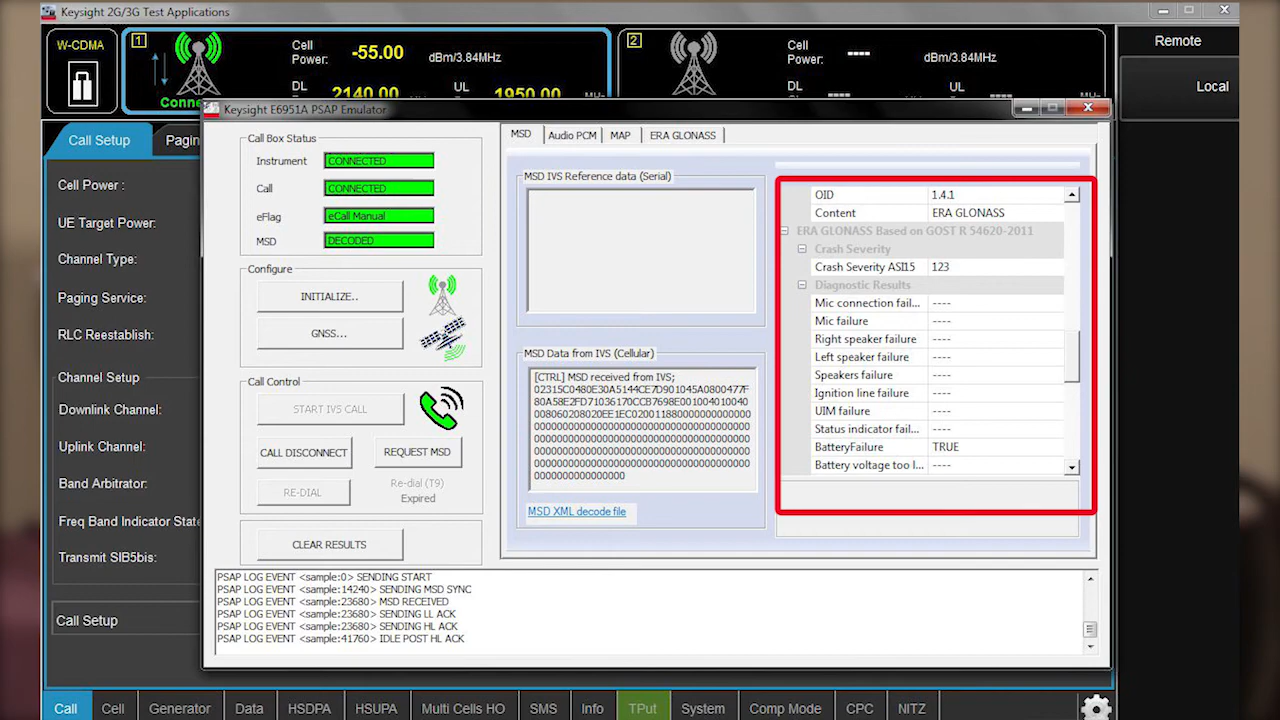 Keysight 2G/3G Test Applications
W-CDMA
1
Cell Power: -55.00 dBm/3.84MHz
DL 2140.00 UL 1950.00
2
Cell Power: ---- dBm/3.84MHz
DL ---- UL ----
Remote
Local
Call Setup
Cell Power :
UE Target Power:
Channel Type:
Paging Service:
RLC Reestablish:
Channel Setup
Downlink Channel:
Uplink Channel:
Band Arbitrator:
Freq Band Indicator State
Transmit SIB5bis:
Call Setup
Keysight E6951A PSAP Emulator
Call Box Status
Instrument CONNECTED
Call CONNECTED
eFlag eCall Manual
MSD DECODED
Configure
INITIALIZE..
GNSS...
Call Control
START IVS CALL
CALL DISCONNECT
REQUEST MSD
RE-DIAL
Re-dial (T9)
Expired
CLEAR RESULTS
MSD Audio PCM MAP ERA GLONASS
MSD IVS Reference data (Serial)
MSD Data from IVS (Cellular)
[CTRL] MSD received from IVS;
02315C0480E30A5144CE7D901045A0800477F
80A58E2FD71036170CCB7698E001004010040
008060208020EE1EC02001188000000000000
0000000000000000000000000000000000000
0000000000000000000000000000000000000
0000000000000000000000000000000000000
0000000000000000000000000000000000000
0000000000000000
MSD XML decode file
OID 1.4.1
Content ERA GLONASS
ERA GLONASS Based on GOST R 54620-2011
Crash Severity
Crash Severity ASI15 123
Diagnostic Results
Mic connection fail... ----
Mic failure ----
Right speaker failure ----
Left speaker failure ----
Speakers failure ----
Ignition line failure ----
UIM failure ----
Status indicator fail... ----
BatteryFailure TRUE
Battery voltage too l... ----
PSAP LOG EVENT <sample:0> SENDING START
PSAP LOG EVENT <sample:14240> SENDING MSD SYNC
PSAP LOG EVENT <sample:23680> MSD RECEIVED
PSAP LOG EVENT <sample:23680> SENDING LL ACK
PSAP LOG EVENT <sample:23680> SENDING HL ACK
PSAP LOG EVENT <sample:41760> IDLE POST HL ACK
Call Cell Generator Data HSDPA HSUPA Multi Cells HO SMS Info TPut System Comp Mode CPC NITZ